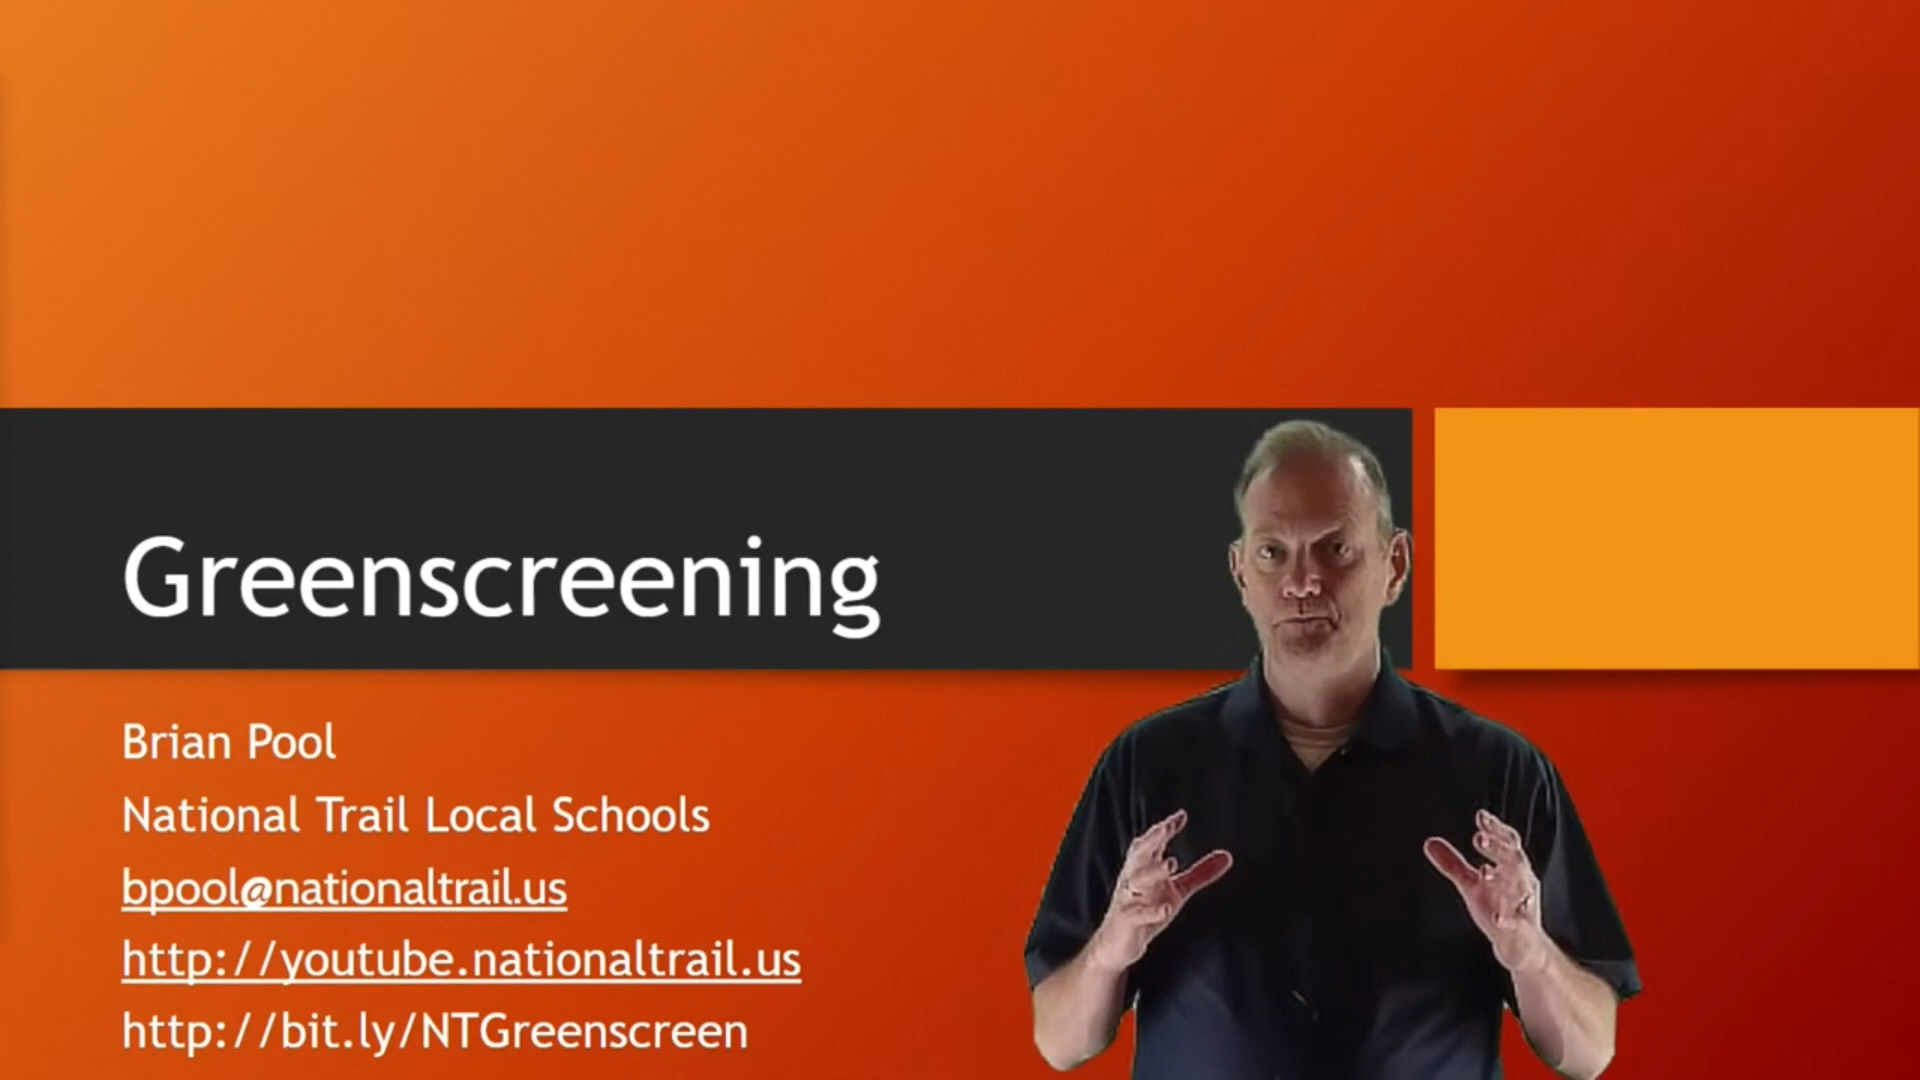 Greenscreening
Brian Pool
National Trail Local Schools
bpool@nationaltrail.us
http://youtube.nationaltrail.us
http://bit.ly/NTGreenscreen